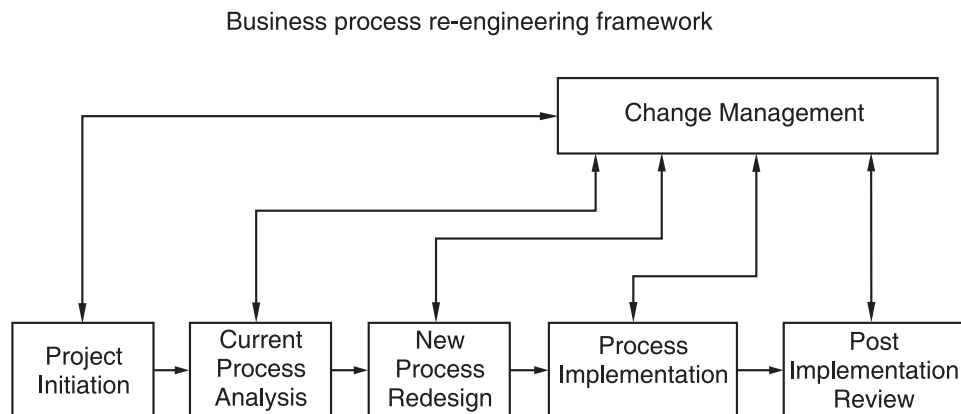 Business process re-engineering framework
Change Management
Project
Initiation
Current
Process
Analysis
New
Process
Redesign
Process
Implementation
Post
Implementation
Review